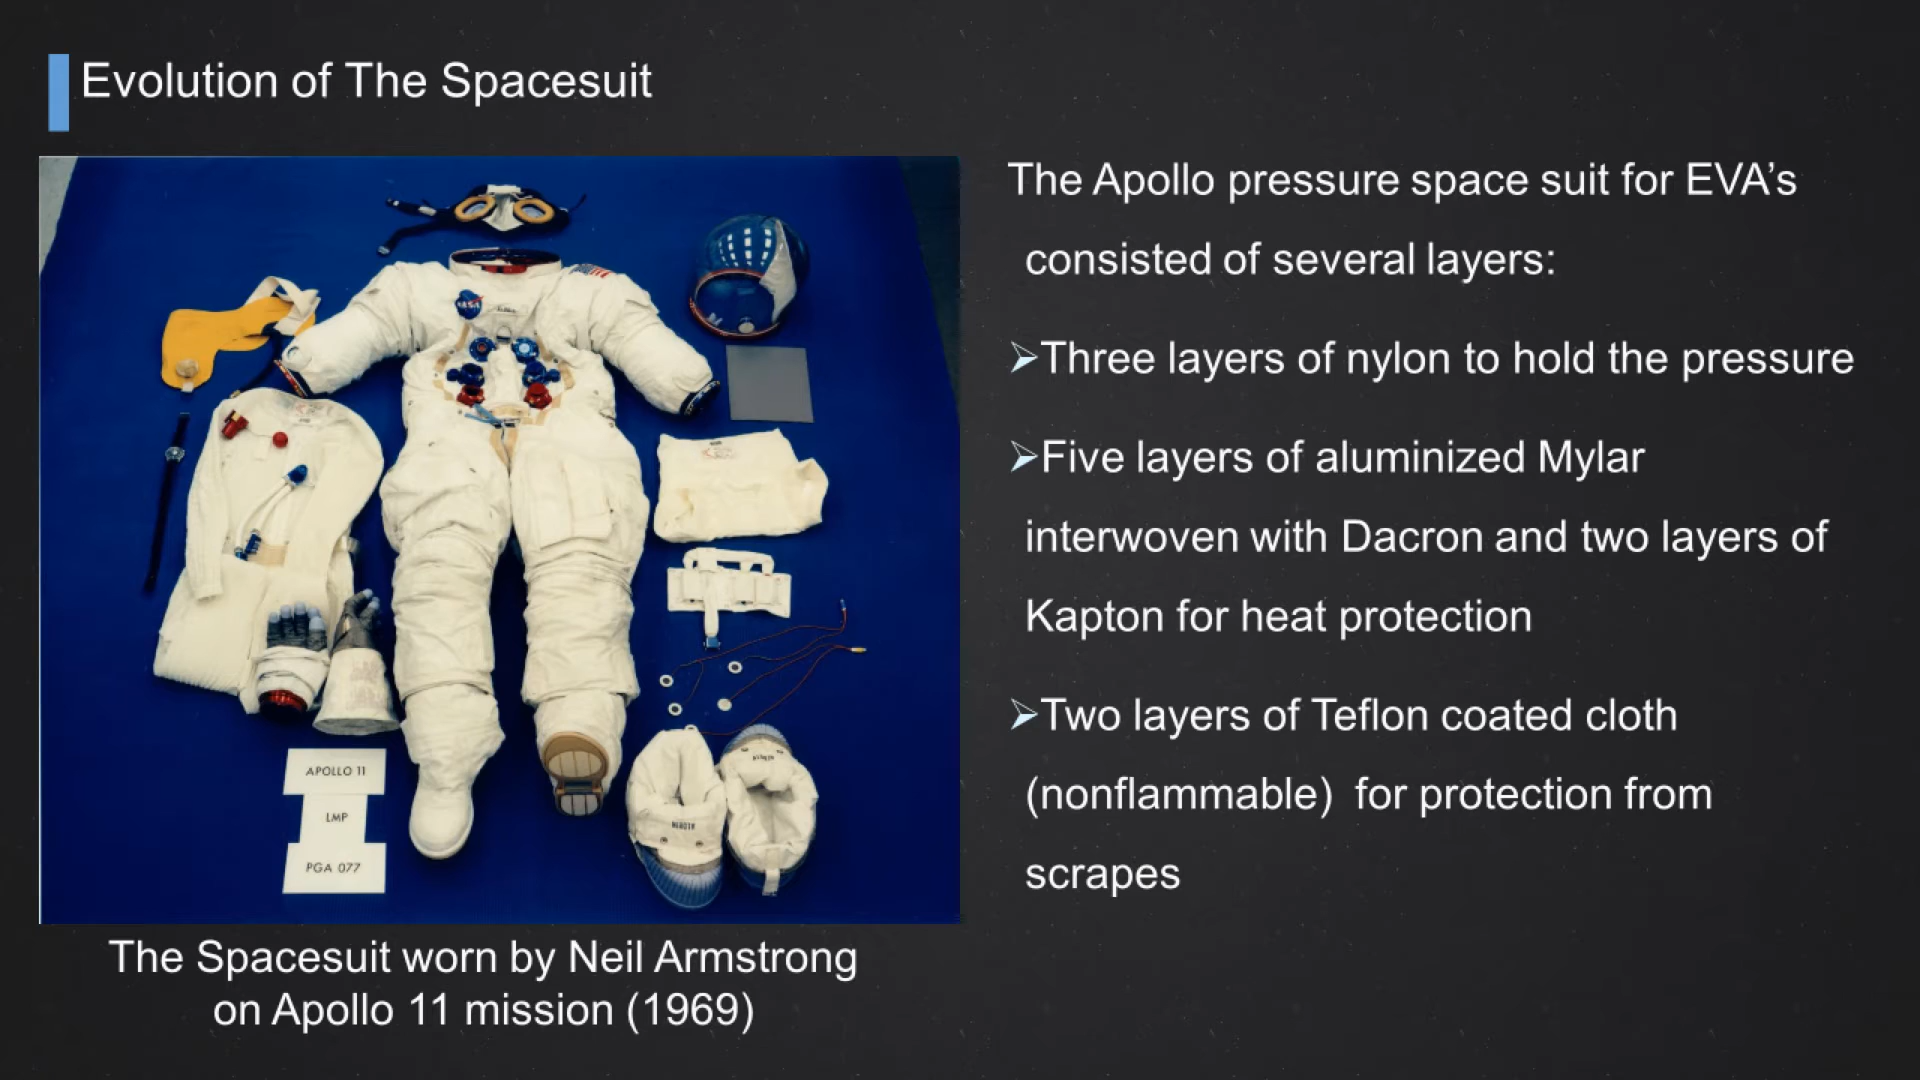 Evolution of The Spacesuit
The Apollo pressure space suit for EVA’s
consisted of several layers:
Three layers of nylon to hold the pressure
Five layers of aluminized Mylar
interwoven with Dacron and two layers of
Kapton for heat protection
Two layers of Teflon coated cloth
(nonflammable)  for protection from
scrapes
NASA
APOLLO 11
LMP
PGA 077
The Spacesuit worn by Neil Armstrong
on Apollo 11 mission (1969)